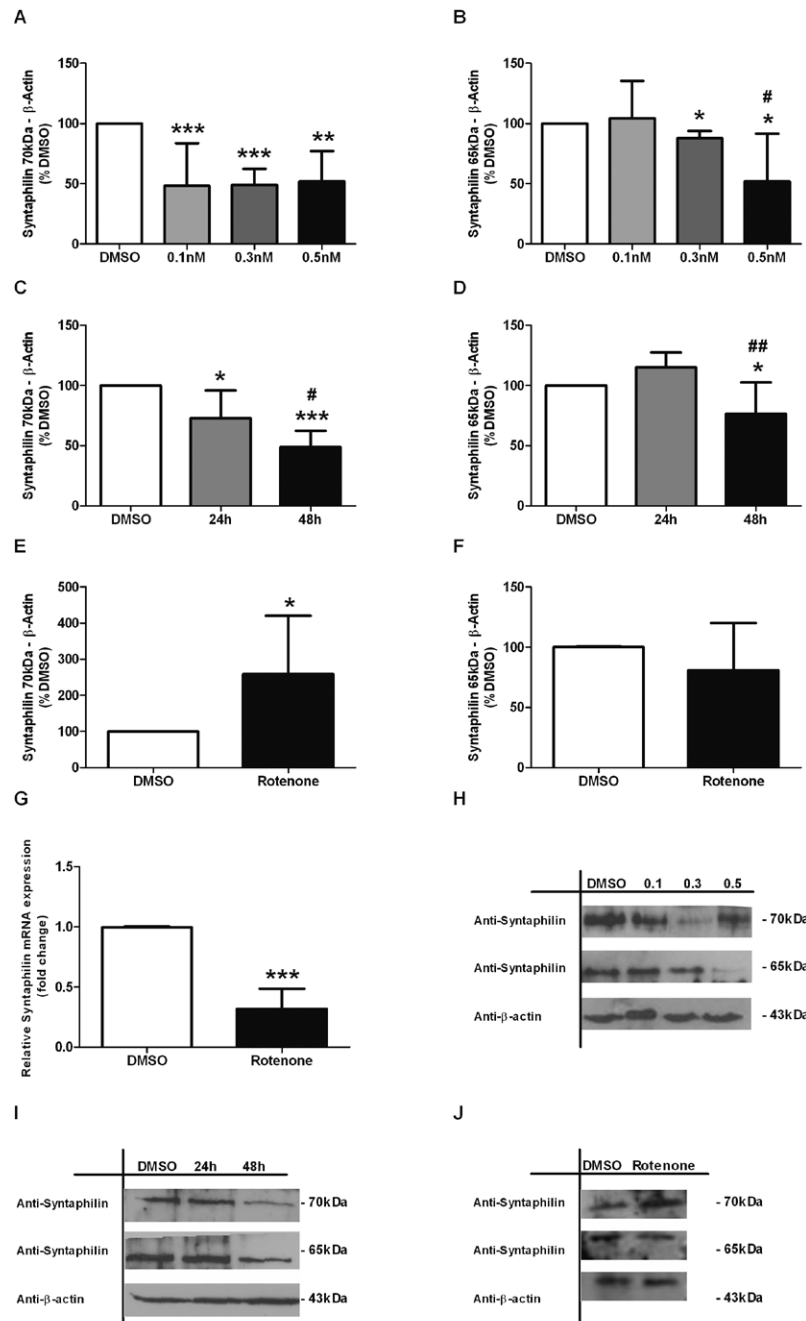 A
Syntaphilin 70kDa - β-Actin
(% DMSO)
150
100
50
0
***
***
**
DMSO 0.1nM 0.3nM 0.5nM
B
Syntaphilin 65kDa - β-Actin
(% DMSO)
150
100
50
0
*
#
*
DMSO 0.1nM 0.3nM 0.5nM
C
Syntaphilin 70kDa - β-Actin
(% DMSO)
150
100
50
0
*
#
***
DMSO 24h 48h
D
Syntaphilin 65kDa - β-Actin
(% DMSO)
150
100
50
0
##
*
DMSO 24h 48h
E
Syntaphilin 70kDa - β-Actin
(% DMSO)
500
400
300
200
100
0
*
DMSO Rotenone
F
Syntaphilin 65kDa - β-Actin
(% DMSO)
150
100
50
0
DMSO Rotenone
G
Relative Syntaphilin mRNA expression
(fold change)
1.5
1.0
0.5
0.0
***
DMSO Rotenone
H
DMSO 0.1 0.3 0.5
Anti-Syntaphilin - 70kDa
Anti-Syntaphilin - 65kDa
Anti-β-actin - 43kDa
I
DMSO 24h 48h
Anti-Syntaphilin - 70kDa
Anti-Syntaphilin - 65kDa
Anti-β-actin - 43kDa
J
DMSO Rotenone
Anti-Syntaphilin - 70kDa
Anti-Syntaphilin - 65kDa
Anti-β-actin - 43kDa